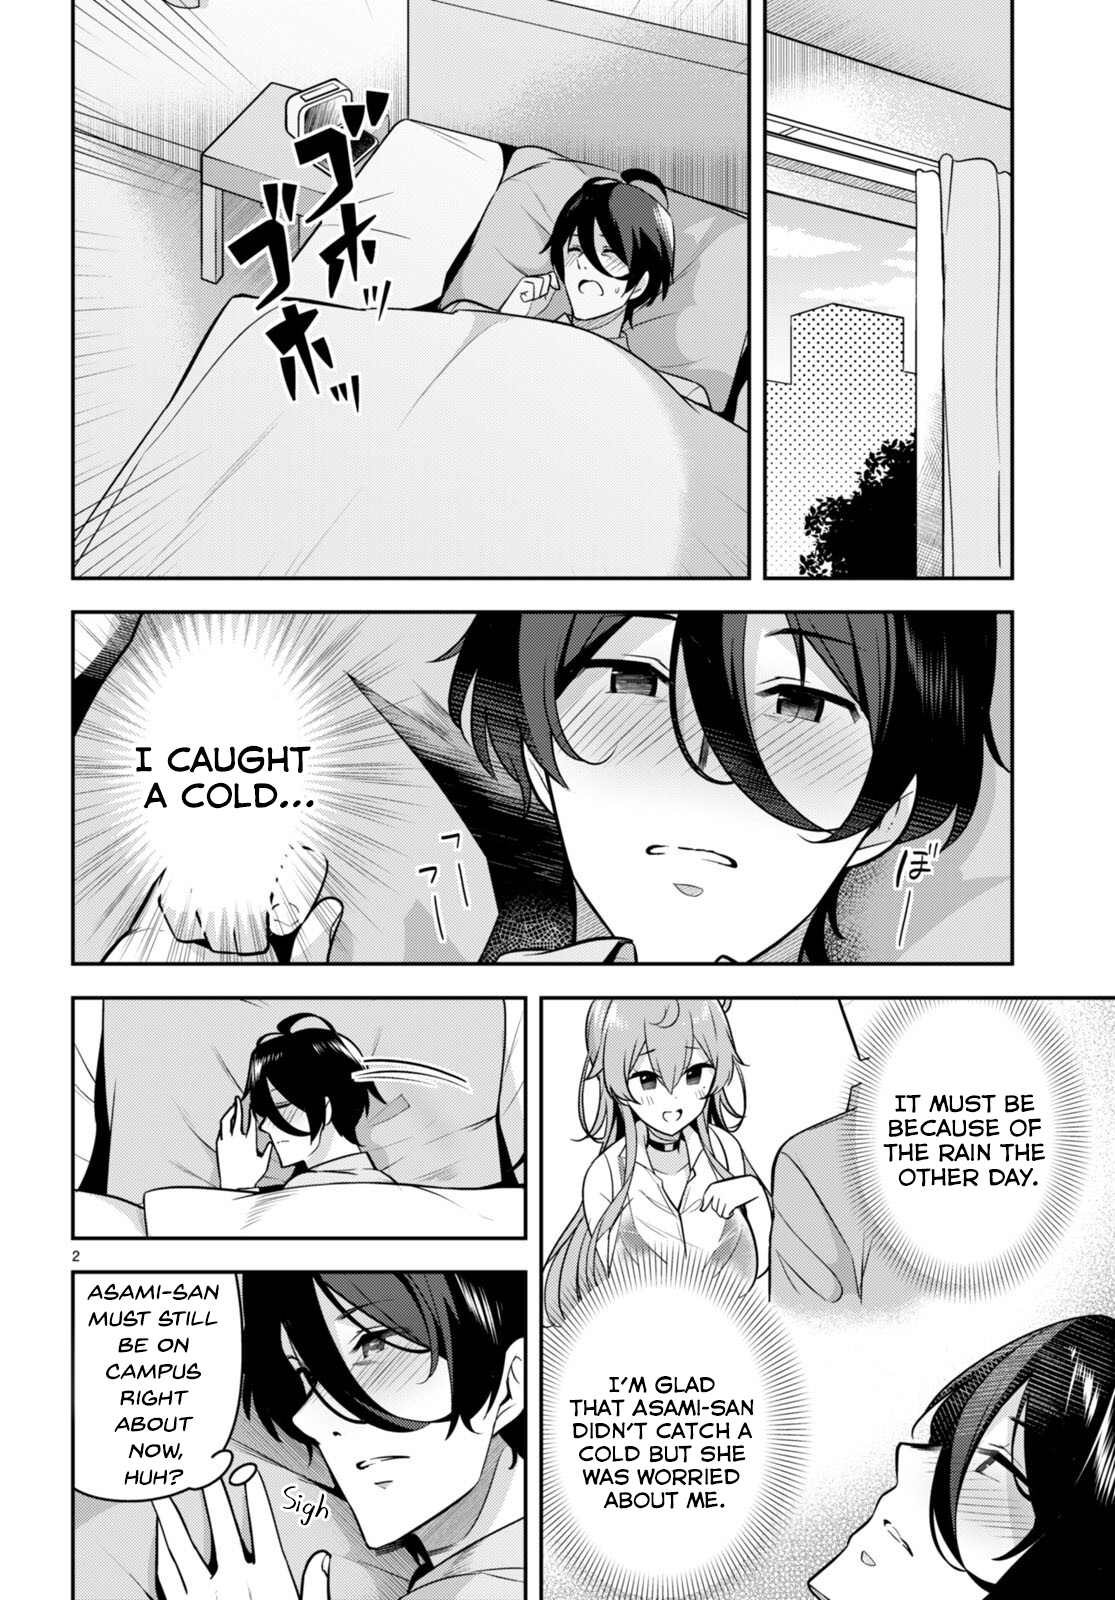 ゴホッ
ゴホッ
I CAUGHT
A COLD...
ぼーー
IT MUST BE
BECAUSE OF
THE RAIN THE
OTHER DAY.
I'M GLAD
THAT ASAMI-SAN
DIDN'T CATCH A
COLD BUT SHE
WAS WORRIED
ABOUT ME.
2
ASAMI-SAN
MUST STILL
BE ON
CAMPUS
RIGHT
ABOUT
NOW,
HUH?
Sigh